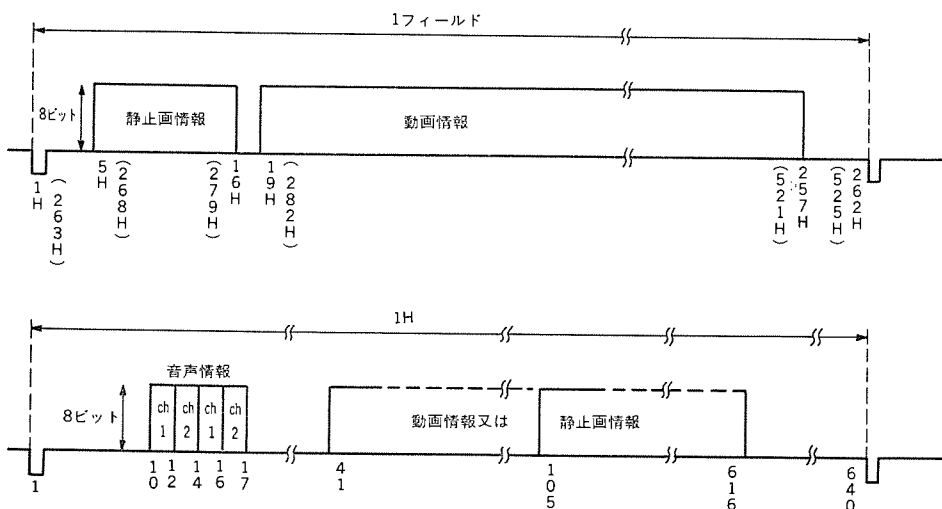 1フィールド
8ビット
静止画情報
動画情報
1H
(263H)
5H
(268H)
(279H)
16H
19H
(282H)
(521H)
257H
(525H)
262H
1H
音声情報
8ビット
ch 1
ch 2
ch 1
ch 2
動画情報又は
静止画情報
1
10
12
14
16
17
41
105
616
640